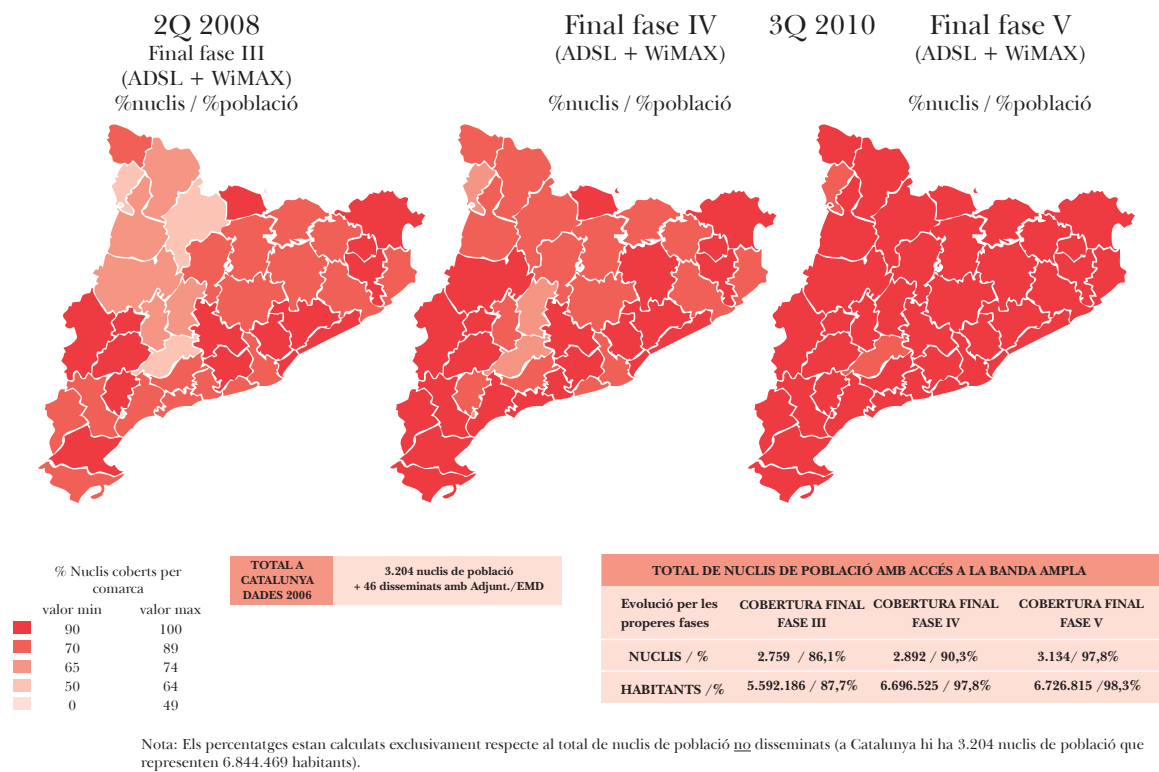 2Q 2008
Final fase III
(ADSL + WiMAX)
%nuclis / %població
Final fase IV
(ADSL + WiMAX)
%nuclis / %població
3Q 2010
Final fase V
(ADSL + WiMAX)
%nuclis / %població
% Nuclis coberts per
comarca
valor min valor max
90 100
70 89
65 74
50 64
0 49
TOTAL A
CATALUNYA
DADES 2006
3.204 nuclis de població
+ 46 disseminats amb Adjunt./EMD
TOTAL DE NUCLIS DE POBLACIÓ AMB ACCÉS A LA BANDA AMPLA
Evolució per les
properes fases
COBERTURA FINAL
FASE III
COBERTURA FINAL
FASE IV
COBERTURA FINAL
FASE V
NUCLIS / % 2.759 / 86,1% 2.892 / 90,3% 3.134/ 97,8%
HABITANTS /% 5.592.186 / 87,7% 6.696.525 / 97,8% 6.726.815 /98,3%
Nota: Els percentatges estan calculats exclusivament respecte al total de nuclis de població no disseminats (a Catalunya hi ha 3.204 nuclis de població que
representen 6.844.469 habitants).